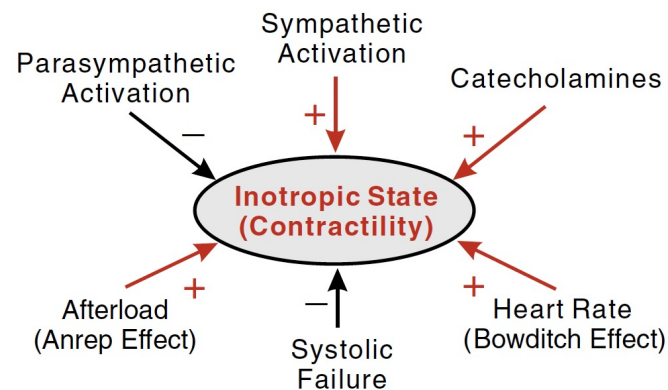 Sympathetic
Activation
Parasympathetic
Activation
Catecholamines
−
+
+
Inotropic State
(Contractility)
Afterload
(Anrep Effect)
+
−
+
Systolic
Failure
Heart Rate
(Bowditch Effect)